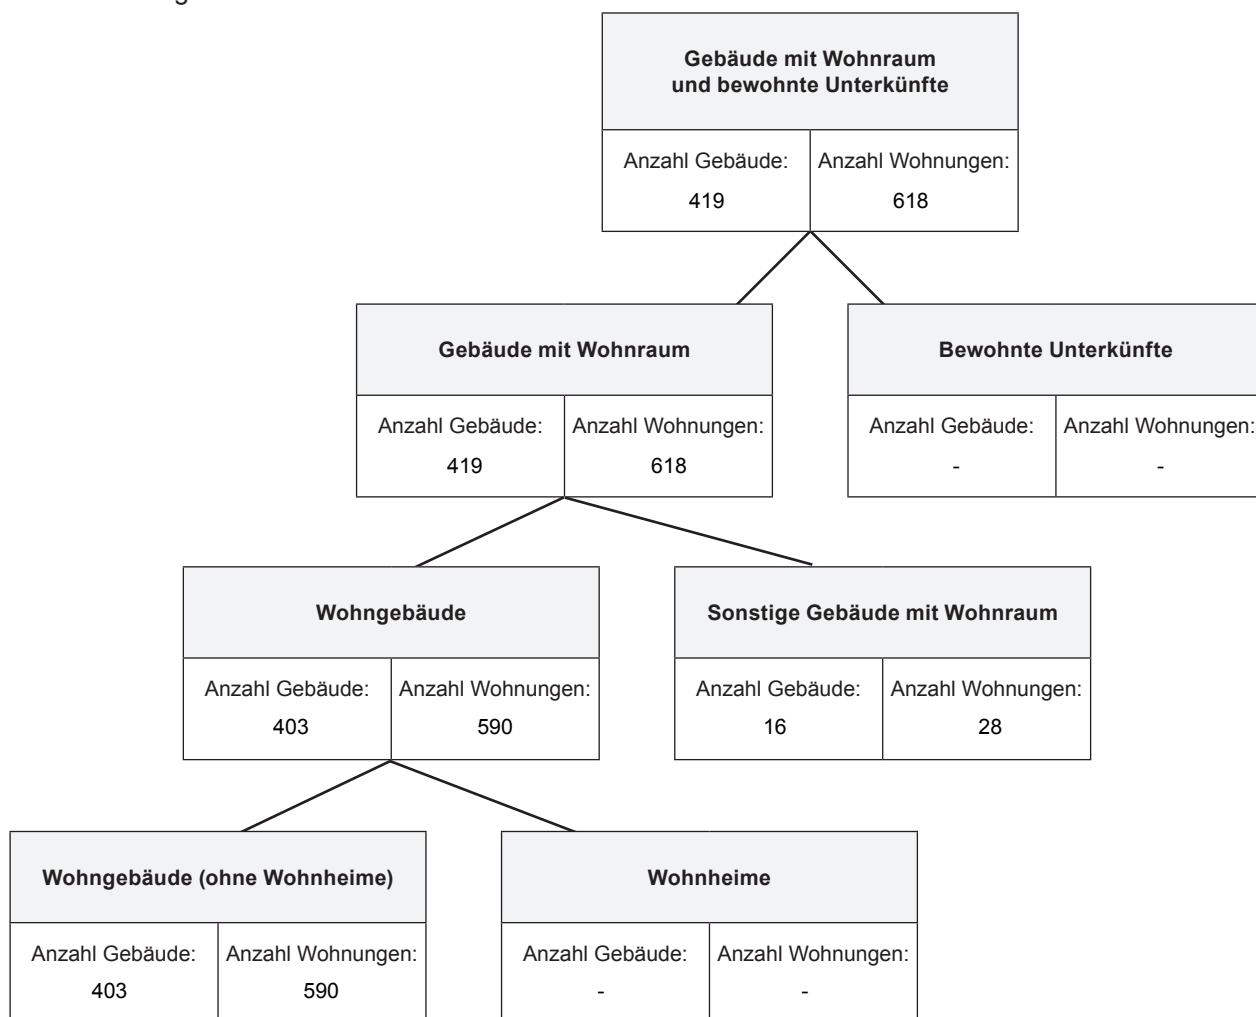 Gebäude mit Wohnraum
und bewohnte Unterkünfte
Anzahl Gebäude: Anzahl Wohnungen:
419 618
Gebäude mit Wohnraum
Anzahl Gebäude: Anzahl Wohnungen:
419 618
Bewohnte Unterkünfte
Anzahl Gebäude: Anzahl Wohnungen:
- -
Wohngebäude
Anzahl Gebäude: Anzahl Wohnungen:
403 590
Sonstige Gebäude mit Wohnraum
Anzahl Gebäude: Anzahl Wohnungen:
16 28
Wohngebäude (ohne Wohnheime)
Anzahl Gebäude: Anzahl Wohnungen:
403 590
Wohnheime
Anzahl Gebäude: Anzahl Wohnungen:
- -